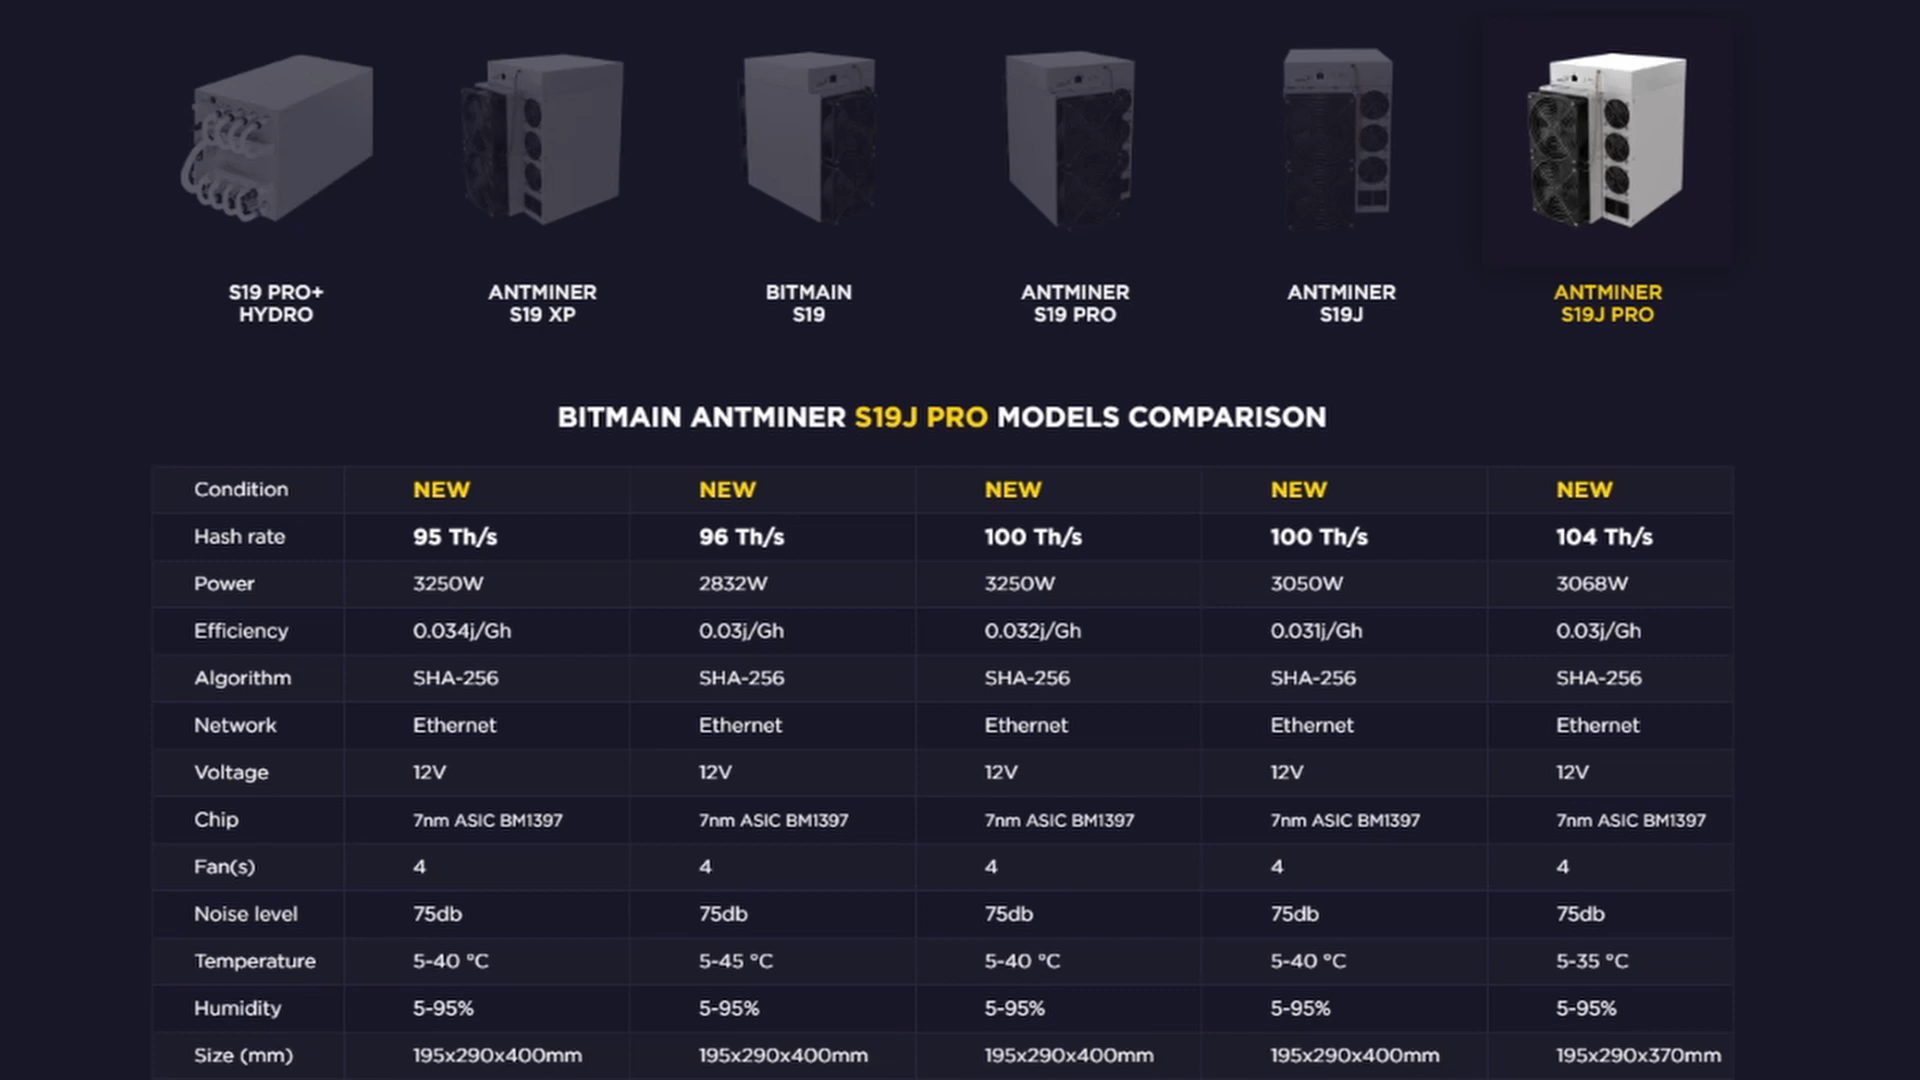 S19 PRO+
HYDRO
ANTMINER
S19 XP
BITMAIN
S19
ANTMINER
S19 PRO
ANTMINER
S19J
ANTMINER
S19J PRO
BITMAIN ANTMINER S19J PRO MODELS COMPARISON
Condition NEW NEW NEW NEW NEW
Hash rate 95 Th/s 96 Th/s 100 Th/s 100 Th/s 104 Th/s
Power 3250W 2832W 3250W 3050W 3068W
Efficiency 0.034j/Gh 0.03j/Gh 0.032j/Gh 0.031j/Gh 0.03j/Gh
Algorithm SHA-256 SHA-256 SHA-256 SHA-256 SHA-256
Network Ethernet Ethernet Ethernet Ethernet Ethernet
Voltage 12V 12V 12V 12V 12V
Chip 7nm ASIC BM1397 7nm ASIC BM1397 7nm ASIC BM1397 7nm ASIC BM1397 7nm ASIC BM1397
Fan(s) 4 4 4 4 4
Noise level 75db 75db 75db 75db 75db
Temperature 5-40 °C 5-45 °C 5-40 °C 5-40 °C 5-35 °C
Humidity 5-95% 5-95% 5-95% 5-95% 5-95%
Size (mm) 195x290x400mm 195x290x400mm 195x290x400mm 195x290x400mm 195x290x370mm